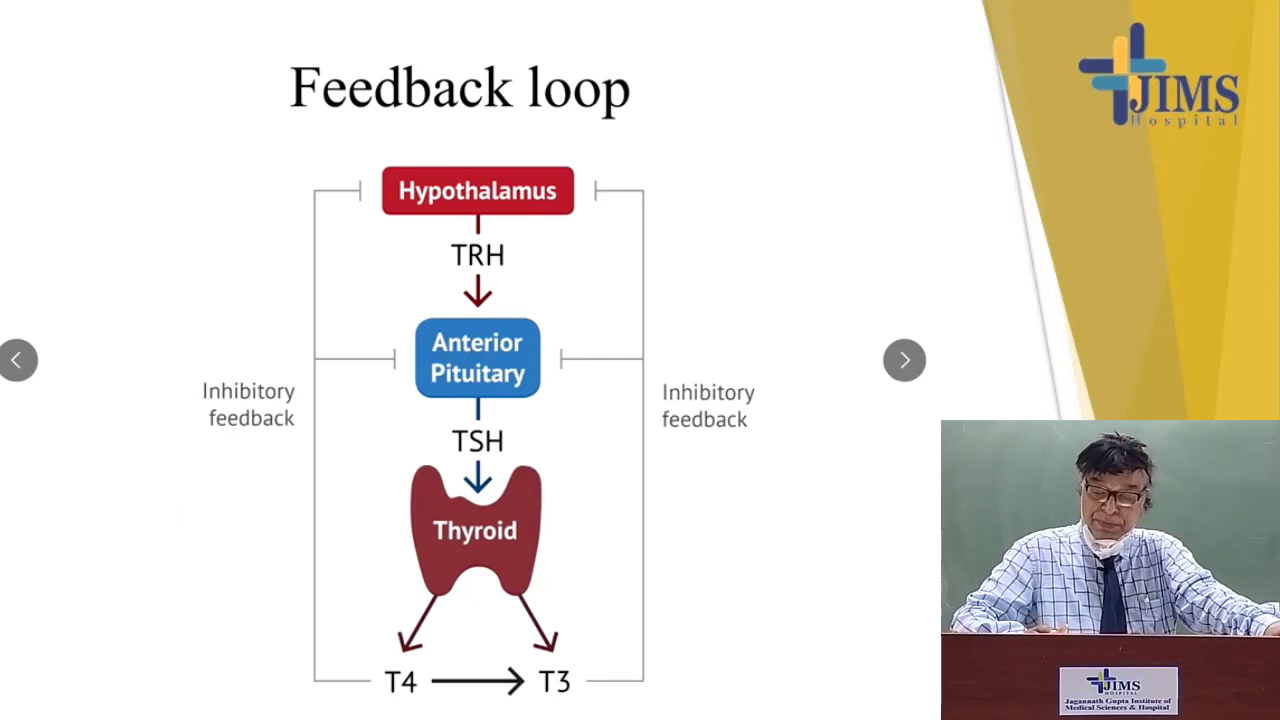 Feedback loop
JIMS
Hospital
Hypothalamus
TRH
Anterior
Pituitary
Inhibitory
feedback
Inhibitory
feedback
TSH
Thyroid
T4
T3
JIMS
HOSPITAL
Jagannath Gupta Institute of
Medical Sciences & Hospital